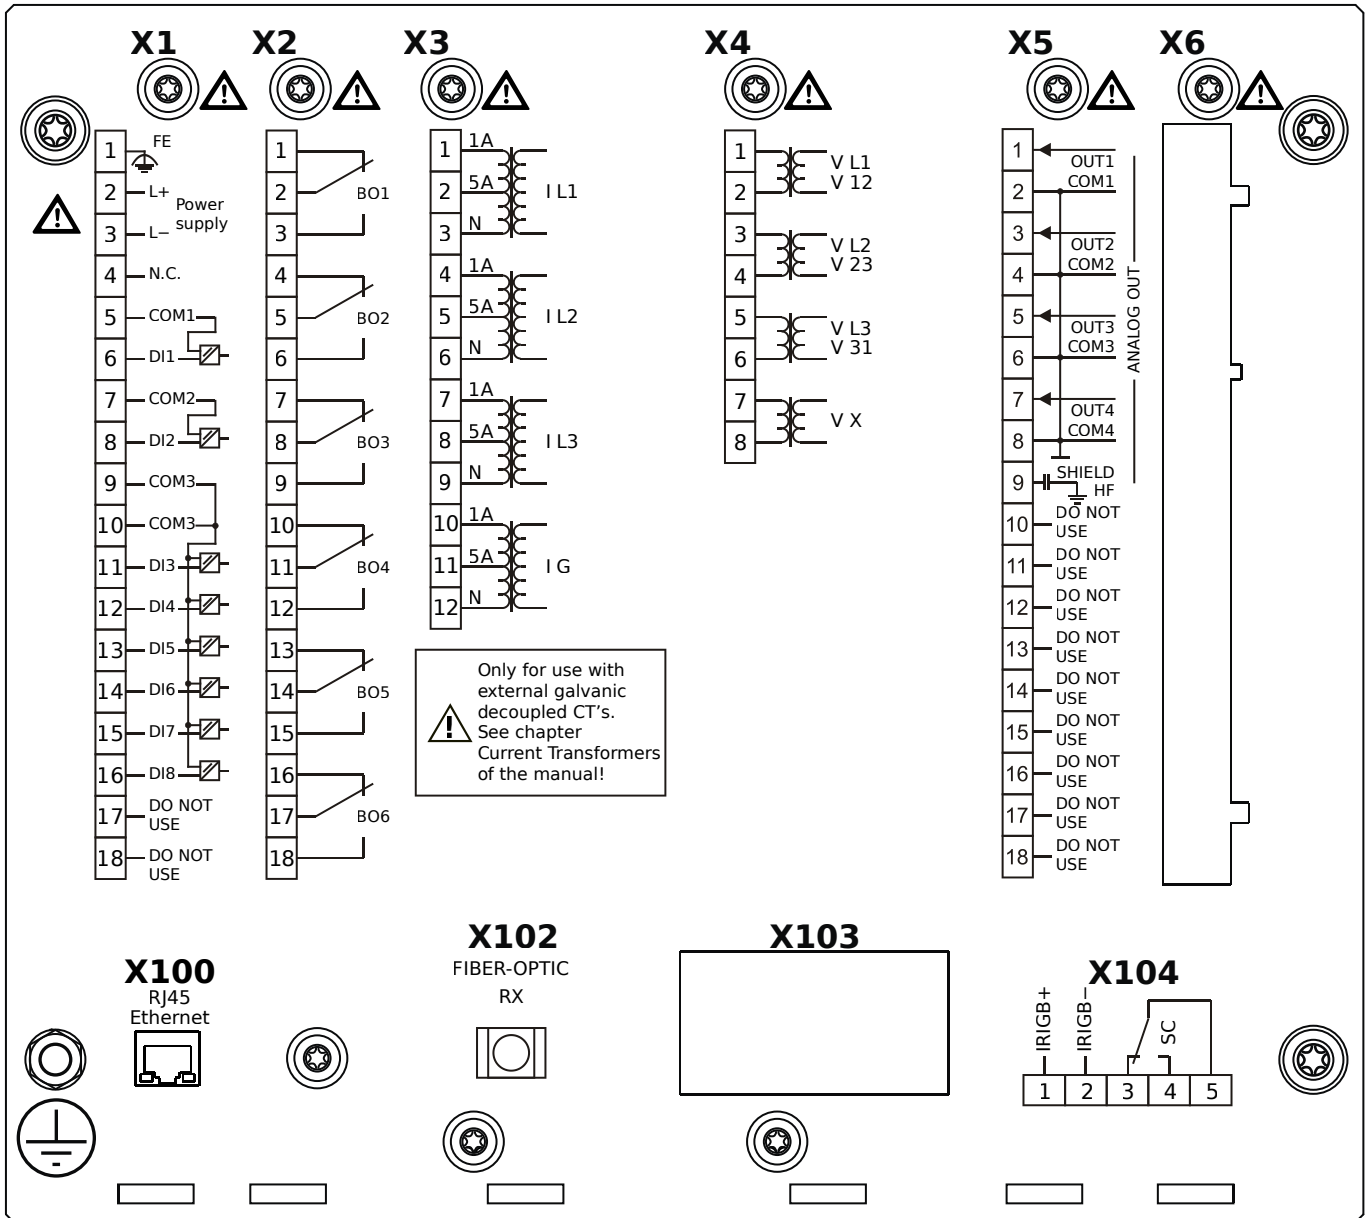 X1 X2 X3 X4 X5 X6
1 FE
2 L+
Power
supply
3 L−
4 N.C.
5 COM1
6 DI1
7 COM2
8 DI2
9 COM3
10 COM3
11 DI3
12 DI4
13 DI5
14 DI6
15 DI7
16 DI8
17 DO NOT
USE
18 DO NOT
USE
1
2 BO1
3
4
5 BO2
6
7
8 BO3
9
10
11 BO4
12
13
14 BO5
15
16
17 BO6
18
1 1A
2 5A I L1
3 N
4 1A
5 5A I L2
6 N
7 1A
8 5A I L3
9 N
10 1A
11 5A I G
12 N
Only for use with
external galvanic
decoupled CT's.
See chapter
Current Transformers
of the manual!
1 V L1
2 V 12
3 V L2
4 V 23
5 V L3
6 V 31
7 V X
8
1 OUT1
2 COM1
3 OUT2
4 COM2
5 OUT3
6 COM3
7 OUT4
8 COM4
ANALOG OUT
9 SHIELD
HF
10 DO NOT
USE
11 DO NOT
USE
12 DO NOT
USE
13 DO NOT
USE
14 DO NOT
USE
15 DO NOT
USE
16 DO NOT
USE
17 DO NOT
USE
18 DO NOT
USE
X100
RJ45
Ethernet
X102
FIBER-OPTIC
RX
X103
X104
IRIGB+
IRIGB−
SC
1 2 3 4 5